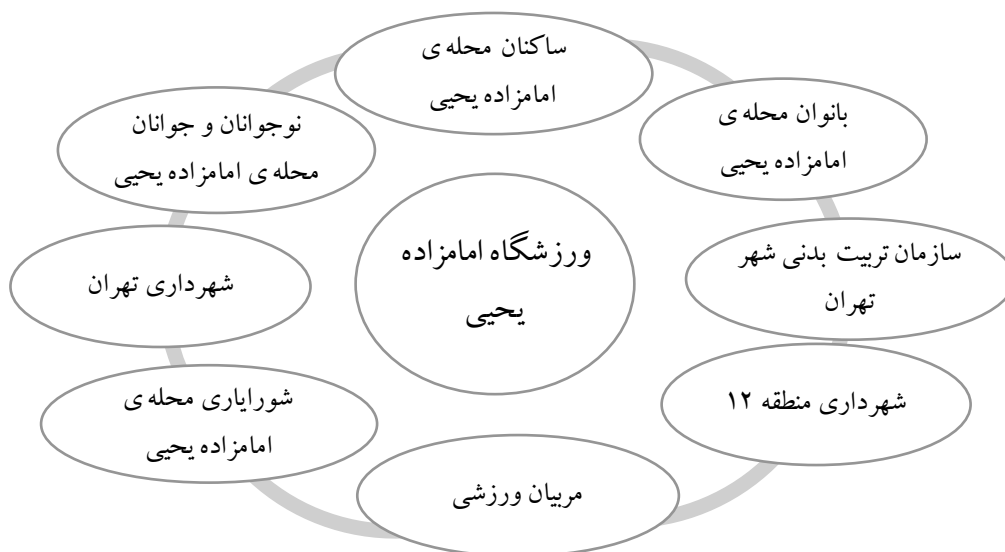 ساکنان محله ی
امامزاده یحیی
بانوان محله ی
امامزاده یحیی
نوجوانان و جوانان
محله ی امامزاده یحیی
ورزشگاه امامزاده
یحیی
سازمان تربیت بدنی شهر
تهران
شهرداری تهران
شهرداری منطقه ۱۲
شورایاری محله ی
امامزاده یحیی
مربیان ورزشی